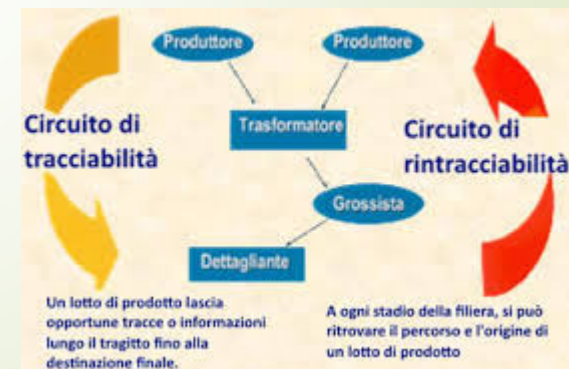 Produttore
Produttore
Circuito di
tracciabilità
Trasformatore
Circuito di
rintracciabilità
Grossista
Dettagliante
Un lotto di prodotto lascia
opportune tracce o informazioni
lungo il tragitto fino alla
destinazione finale.
A ogni stadio della filiera, si può
ritrovare il percorso e l'origine di
un lotto di prodotto